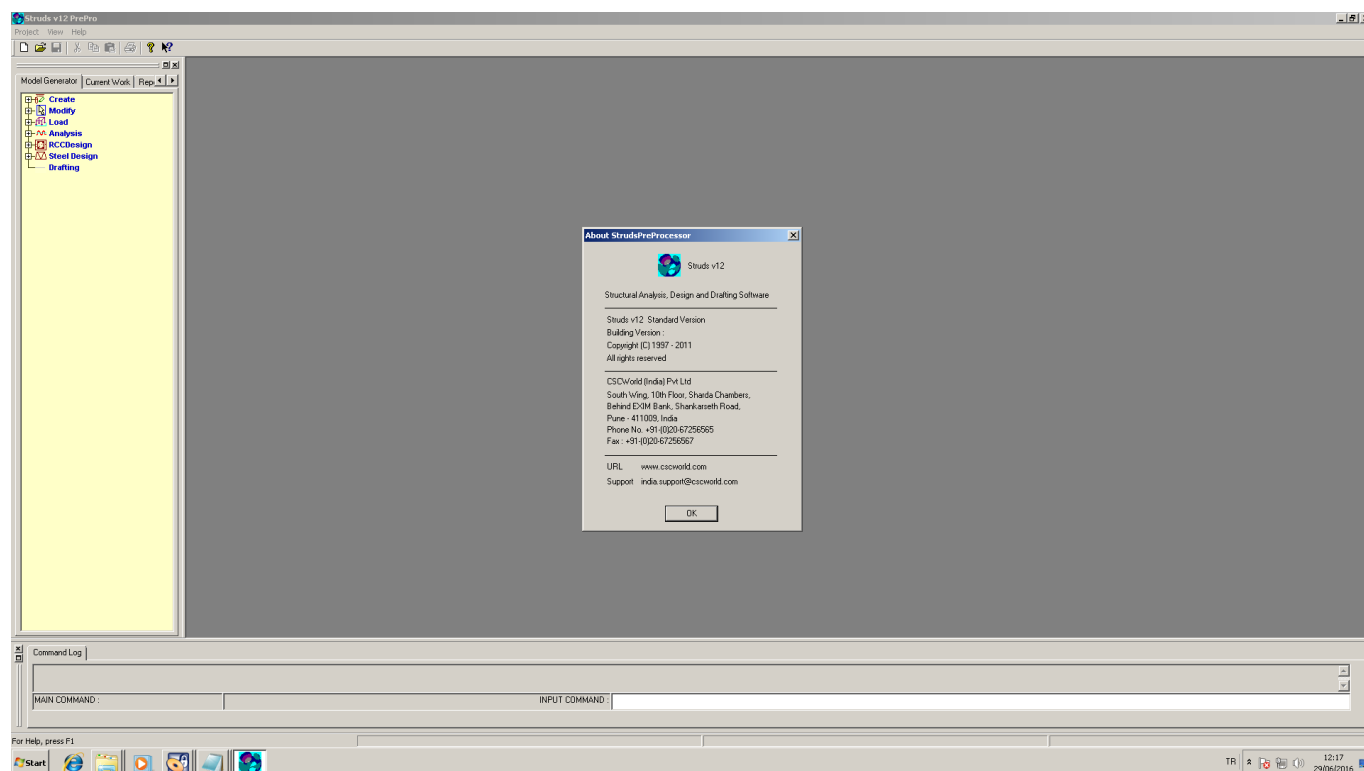 Struds v12 PrePro
Project View Help
Model Generator Current Work Rep
Create
Modify
Load
Analysis
RCCDesign
Steel Design
Drafting
About StrudsPreProcessor
Struds v12
Structural Analysis, Design and Drafting Software
Struds v12 Standard Version
Building Version :
Copyright (C) 1997 - 2011
All rights reserved
CSCWorld (India) Pvt Ltd
South Wing, 10th Floor, Sharda Chambers,
Behind EXIM Bank, Shankarseth Road,
Pune - 411009, India
Phone No. +91-(0)20-67256565
Fax : +91-(0)20-67256567
URL www.cscworld.com
Support india.support@cscworld.com
OK
Command Log
MAIN COMMAND : INPUT COMMAND :
For Help, press F1
Start
TR 12:17
29/06/2016